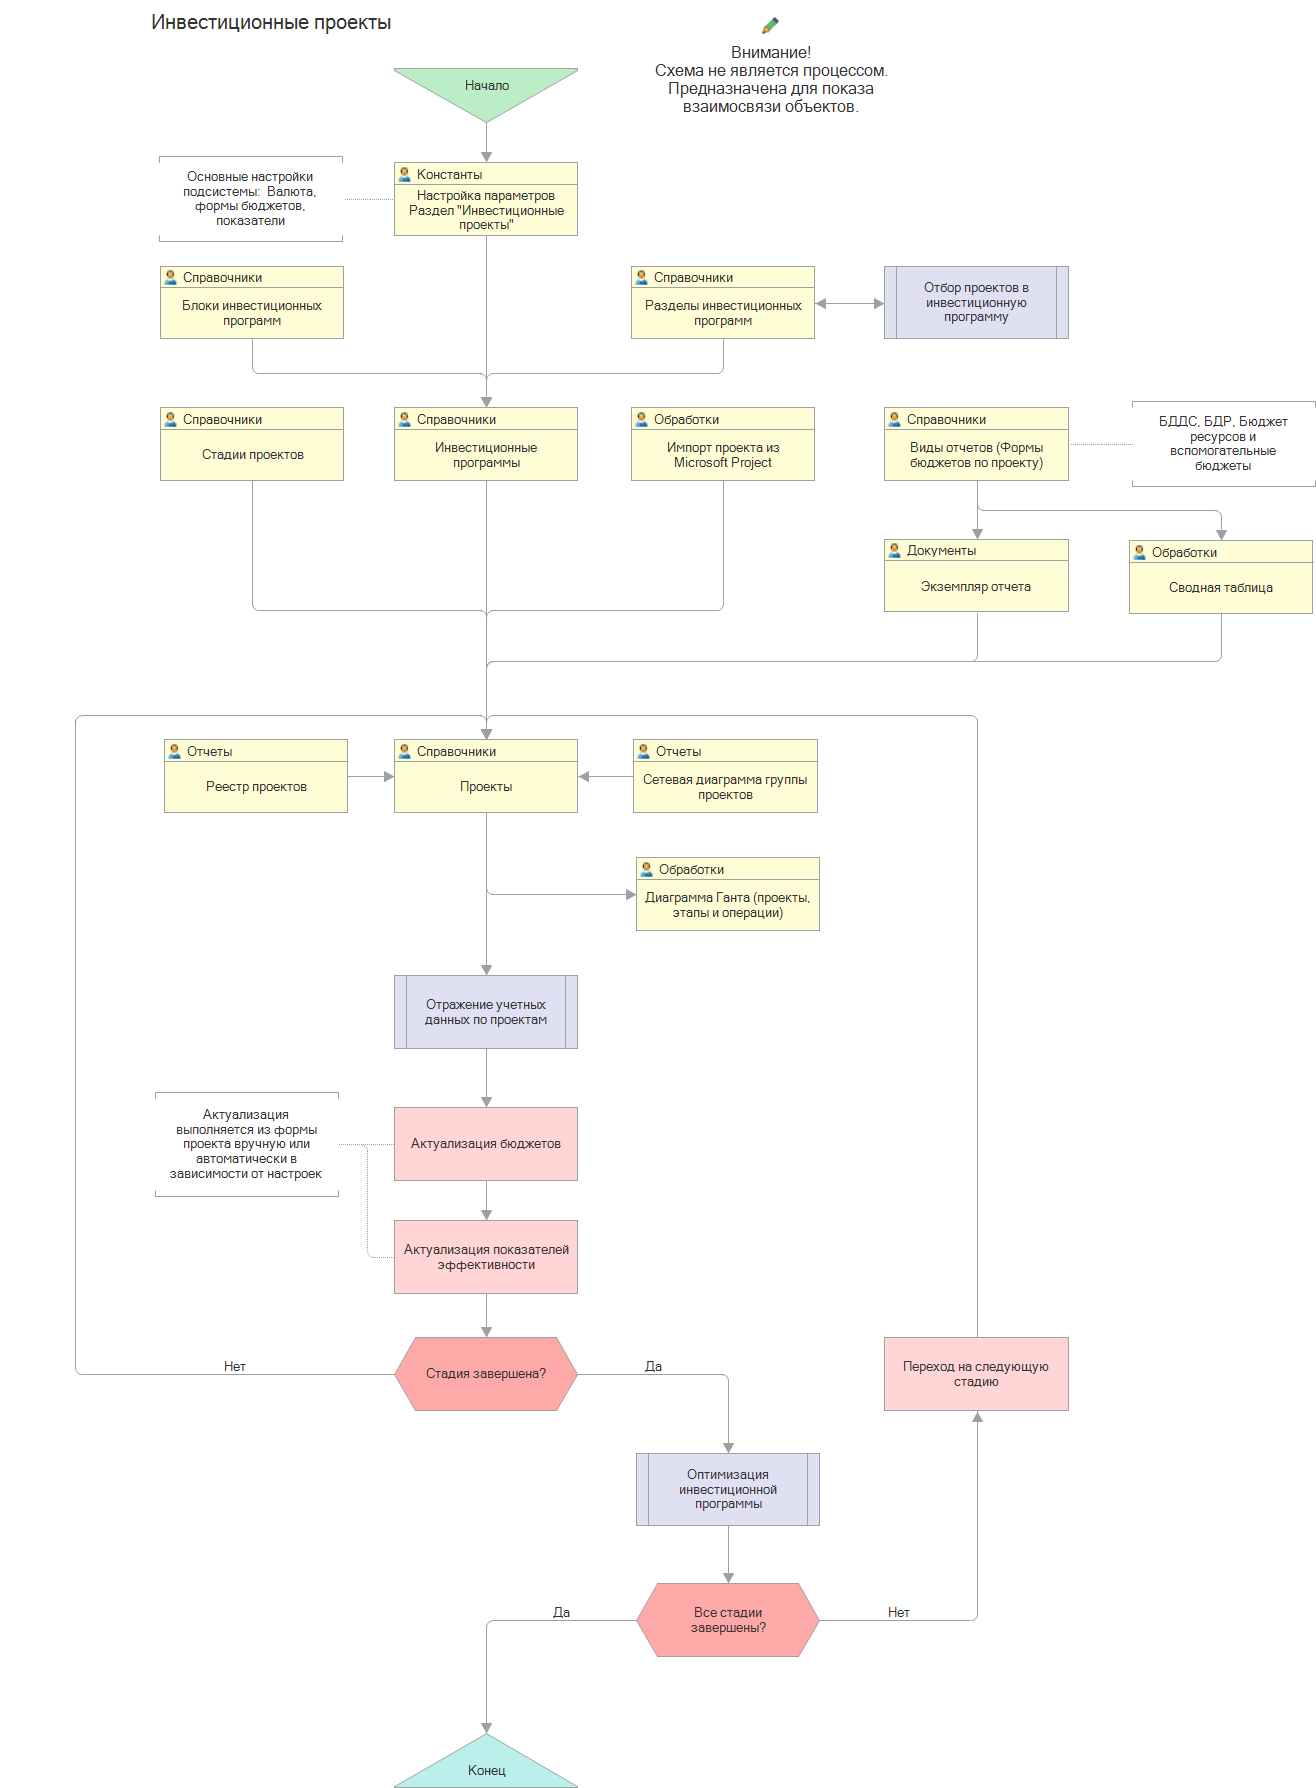 Инвестиционные проекты
Внимание!
Схема не является процессом.
Предназначена для показа
взаимосвязи объектов.
Начало
Основные настройки
подсистемы:  Валюта,
формы бюджетов,
показатели
Константы
Настройка параметров
Раздел "Инвестиционные
проекты"
Справочники
Блоки инвестиционных
программ
Справочники
Разделы инвестиционных
программ
Отбор проектов в
инвестиционную
программу
Справочники
Стадии проектов
Справочники
Инвестиционные
программы
Обработки
Импорт проекта из
Microsoft Project
Справочники
Виды отчетов (Формы
бюджетов по проекту)
БДДС, БДР, Бюджет
ресурсов и
вспомогательные
бюджеты
Документы
Экземпляр отчета
Обработки
Сводная таблица
Отчеты
Реестр проектов
Справочники
Проекты
Отчеты
Сетевая диаграмма группы
проектов
Обработки
Диаграмма Ганта (проекты,
этапы и операции)
Отражение учетных
данных по проектам
Актуализация
выполняется из формы
проекта вручную или
автоматически в
зависимости от настроек
Актуализация бюджетов
Актуализация показателей
эффективности
Нет
Стадия завершена?
Да
Переход на следующую
стадию
Оптимизация
инвестиционной
программы
Да
Все стадии
завершены?
Нет
Конец